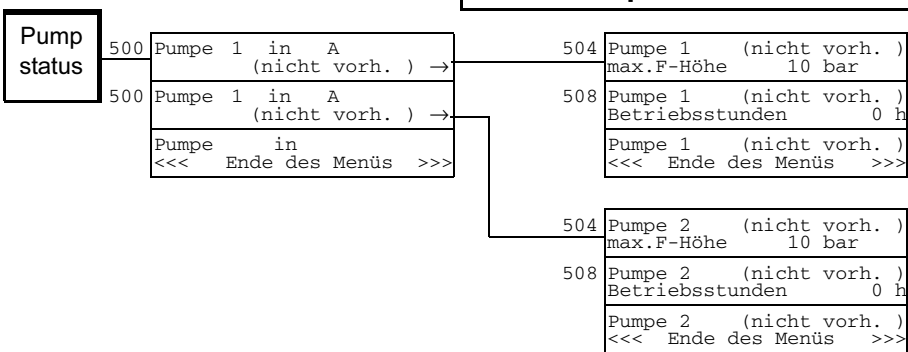 Pump
status
500 Pumpe 1 in A
(nicht vorh. ) →
500 Pumpe 1 in A
(nicht vorh. ) →
Pumpe in
<<< Ende des Menüs >>>
504 Pumpe 1 (nicht vorh. )
max.F-Höhe 10 bar
508 Pumpe 1 (nicht vorh. )
Betriebsstunden 0 h
Pumpe 1 (nicht vorh. )
<<< Ende des Menüs >>>
504 Pumpe 2 (nicht vorh. )
max.F-Höhe 10 bar
508 Pumpe 2 (nicht vorh. )
Betriebsstunden 0 h
Pumpe 2 (nicht vorh. )
<<< Ende des Menüs >>>